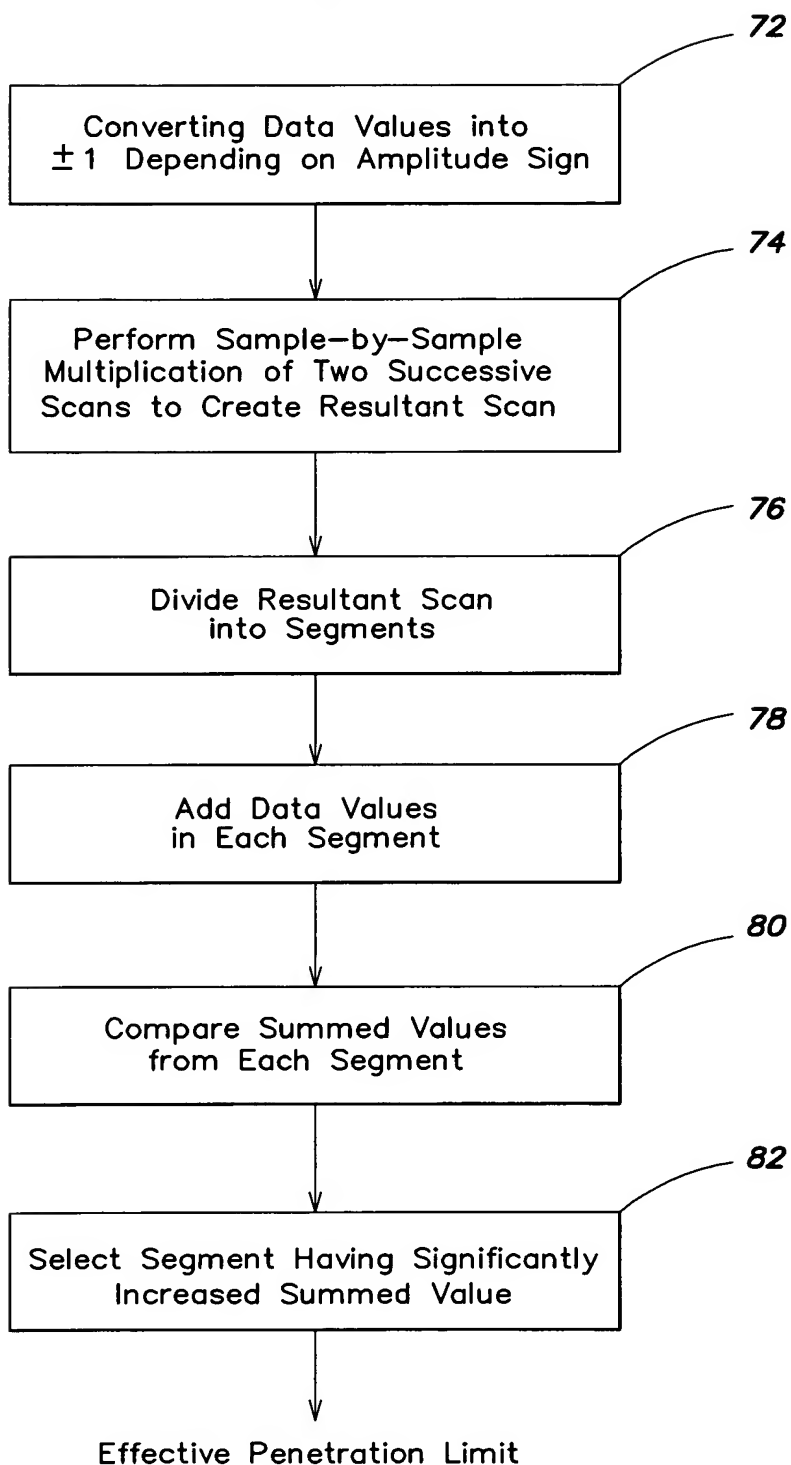 72
Converting Data Values into
±1 Depending on Amplitude Sign
74
Perform Sample-by-Sample
Multiplication of Two Successive
Scans to Create Resultant Scan
76
Divide Resultant Scan
into Segments
78
Add Data Values
in Each Segment
80
Compare Summed Values
from Each Segment
82
Select Segment Having Significantly
Increased Summed Value
Effective Penetration Limit